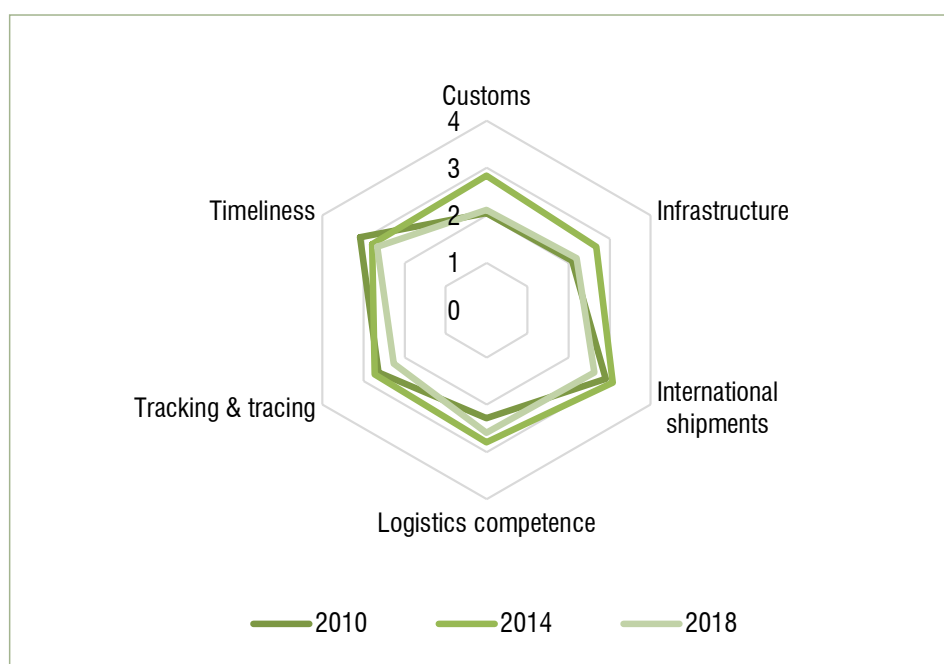 Customs
4
3
2
1
0
Timeliness
Infrastructure
Tracking & tracing
International
shipments
Logistics competence
2010
2014
2018